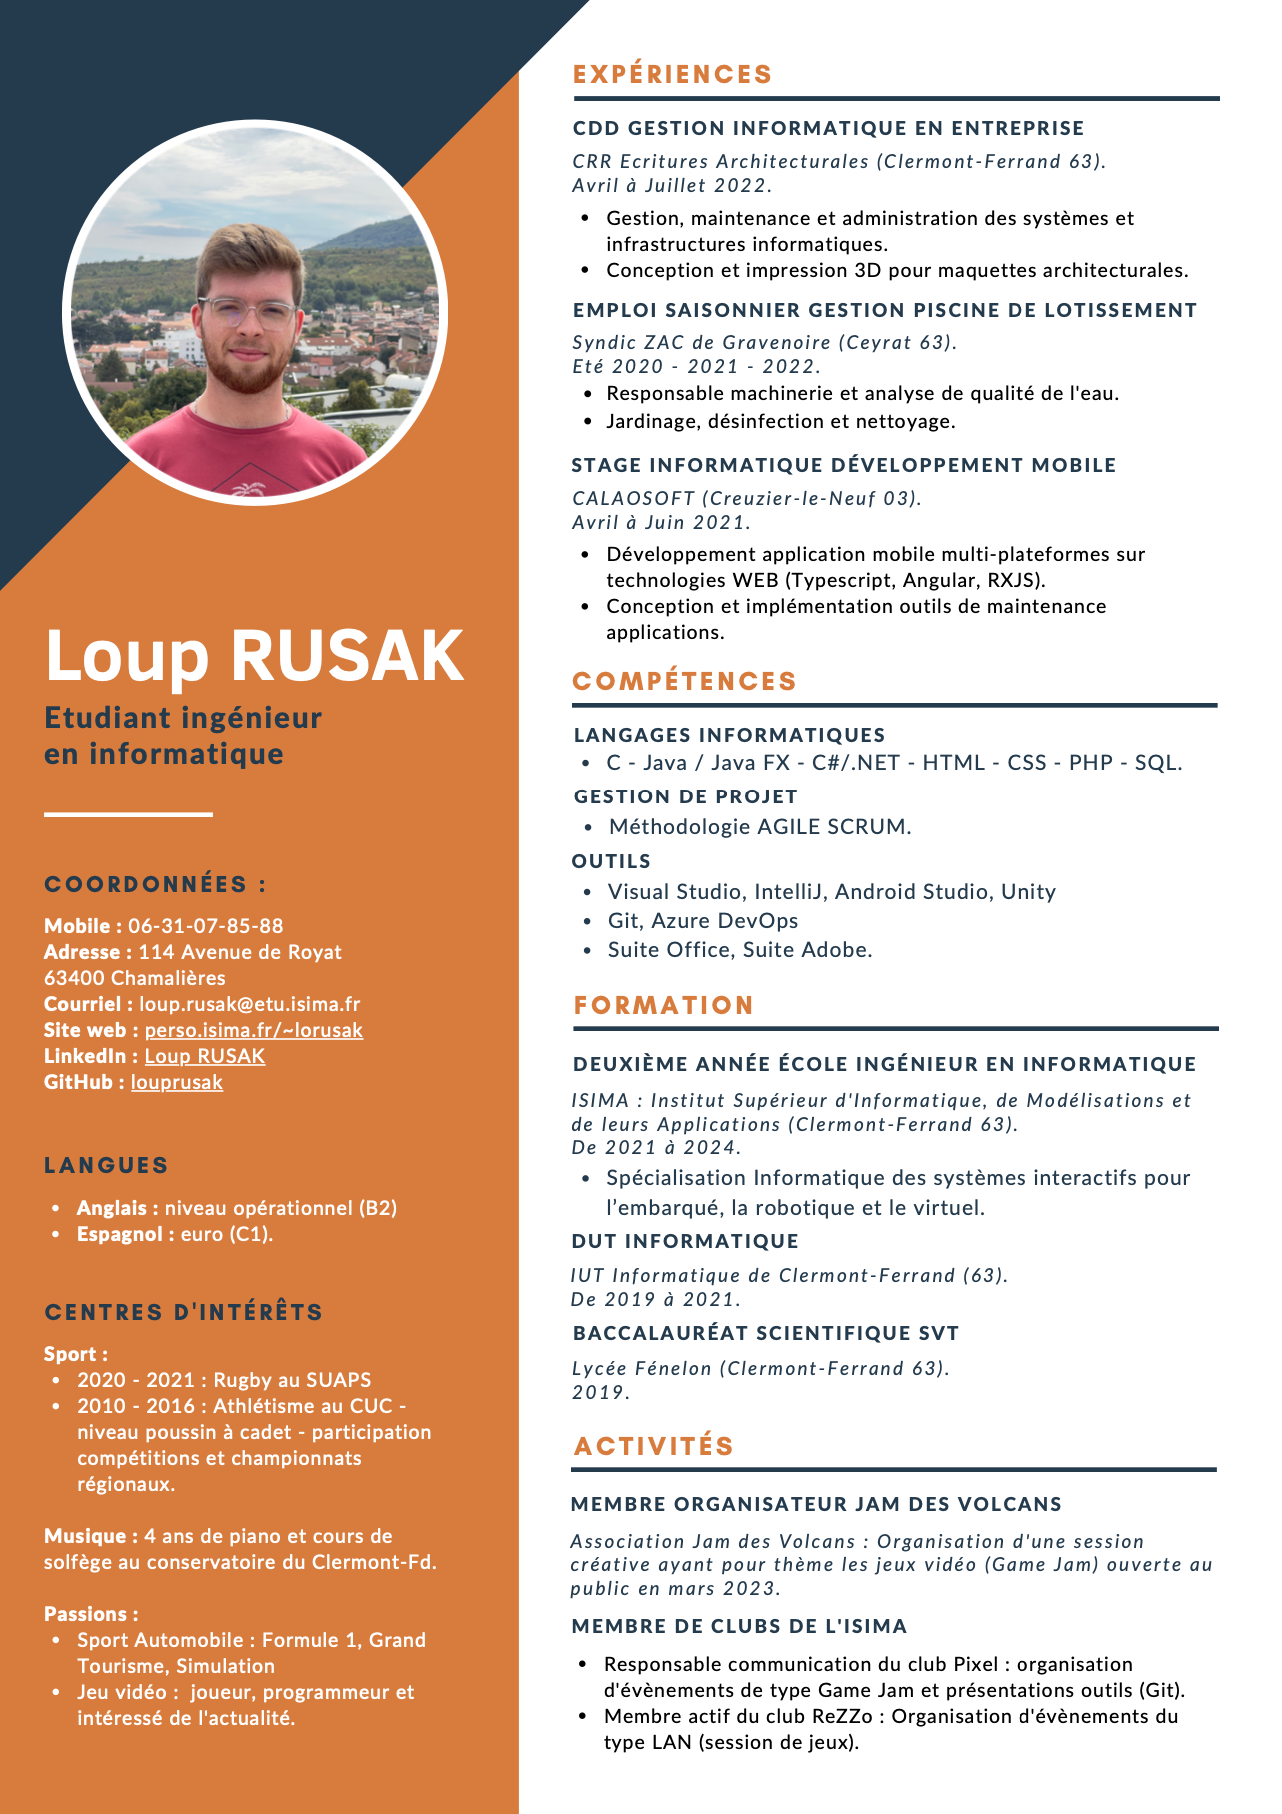 Loup RUSAK
Etudiant ingénieur
en informatique
COORDONNÉES :
Mobile : 06-31-07-85-88
Adresse : 114 Avenue de Royat
63400 Chamalières
Courriel : loup.rusak@etu.isima.fr
Site web : perso.isima.fr/~lorusak
LinkedIn : Loup RUSAK
GitHub : louprusak
LANGUES
• Anglais : niveau opérationnel (B2)
• Espagnol : euro (C1).
CENTRES D'INTÉRÊTS
Sport :
• 2020 - 2021 : Rugby au SUAPS
• 2010 - 2016 : Athlétisme au CUC -
niveau poussin à cadet - participation
compétitions et championnats
régionaux.
Musique : 4 ans de piano et cours de
solfège au conservatoire du Clermont-Fd.
Passions :
• Sport Automobile : Formule 1, Grand
Tourisme, Simulation
• Jeu vidéo : joueur, programmeur et
intéressé de l'actualité.
EXPÉRIENCES
CDD GESTION INFORMATIQUE EN ENTREPRISE
CRR Ecritures Architecturales (Clermont-Ferrand 63).
Avril à Juillet 2022.
• Gestion, maintenance et administration des systèmes et
infrastructures informatiques.
• Conception et impression 3D pour maquettes architecturales.
EMPLOI SAISONNIER GESTION PISCINE DE LOTISSEMENT
Syndic ZAC de Gravenoire (Ceyrat 63).
Eté 2020 - 2021 - 2022.
• Responsable machinerie et analyse de qualité de l'eau.
• Jardinage, désinfection et nettoyage.
STAGE INFORMATIQUE DÉVELOPPEMENT MOBILE
CALAOSOFT (Creuzier-le-Neuf 03).
Avril à Juin 2021.
• Développement application mobile multi-plateformes sur
technologies WEB (Typescript, Angular, RXJS).
• Conception et implémentation outils de maintenance
applications.
COMPÉTENCES
LANGAGES INFORMATIQUES
• C - Java / Java FX - C#/.NET - HTML - CSS - PHP - SQL.
GESTION DE PROJET
• Méthodologie AGILE SCRUM.
OUTILS
• Visual Studio, IntelliJ, Android Studio, Unity
• Git, Azure DevOps
• Suite Office, Suite Adobe.
FORMATION
DEUXIÈME ANNÉE ÉCOLE INGÉNIEUR EN INFORMATIQUE
ISIMA : Institut Supérieur d'Informatique, de Modélisations et
de leurs Applications (Clermont-Ferrand 63).
De 2021 à 2024.
• Spécialisation Informatique des systèmes interactifs pour
l’embarqué, la robotique et le virtuel.
DUT INFORMATIQUE
IUT Informatique de Clermont-Ferrand (63).
De 2019 à 2021.
BACCALAURÉAT SCIENTIFIQUE SVT
Lycée Fénelon (Clermont-Ferrand 63).
2019.
ACTIVITÉS
MEMBRE ORGANISATEUR JAM DES VOLCANS
Association Jam des Volcans : Organisation d'une session
créative ayant pour thème les jeux vidéo (Game Jam) ouverte au
public en mars 2023.
MEMBRE DE CLUBS DE L'ISIMA
• Responsable communication du club Pixel : organisation
d'évènements de type Game Jam et présentations outils (Git).
• Membre actif du club ReZZo : Organisation d'évènements du
type LAN (session de jeux).